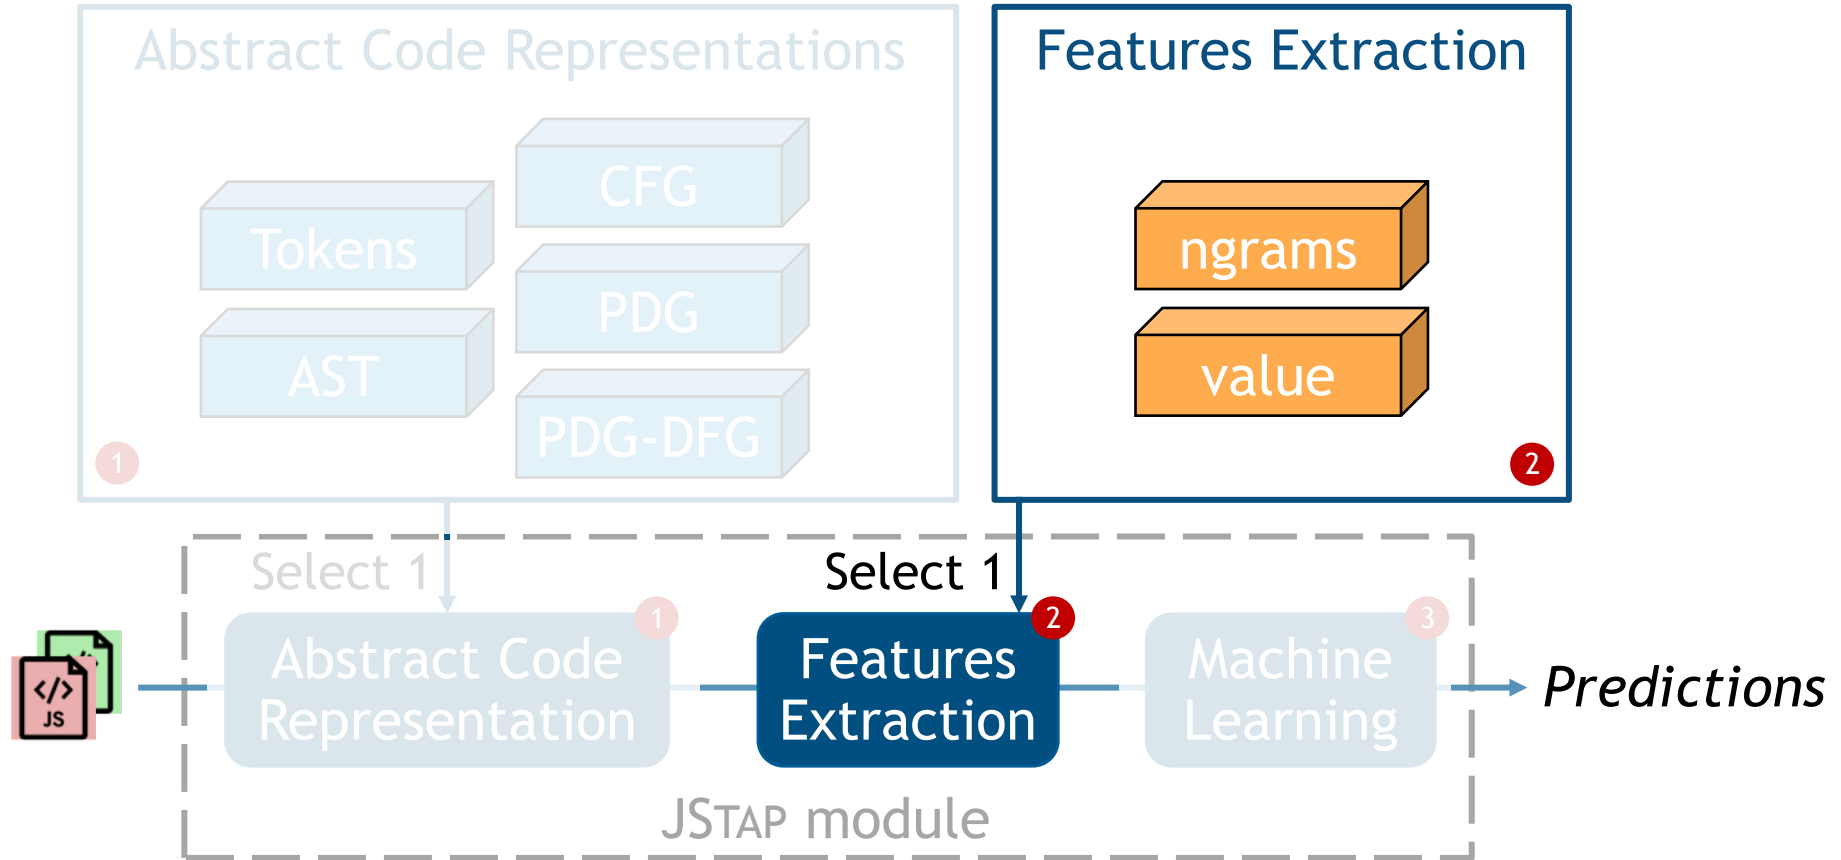 Abstract Code Representations
Tokens
AST
CFG
PDG
PDG-DFG
1
Features Extraction
ngrams
value
2
Select 1
Select 1
</>
JS
Abstract Code
Representation
1
Features
Extraction
2
Machine
Learning
3
Predictions
JSTAP module